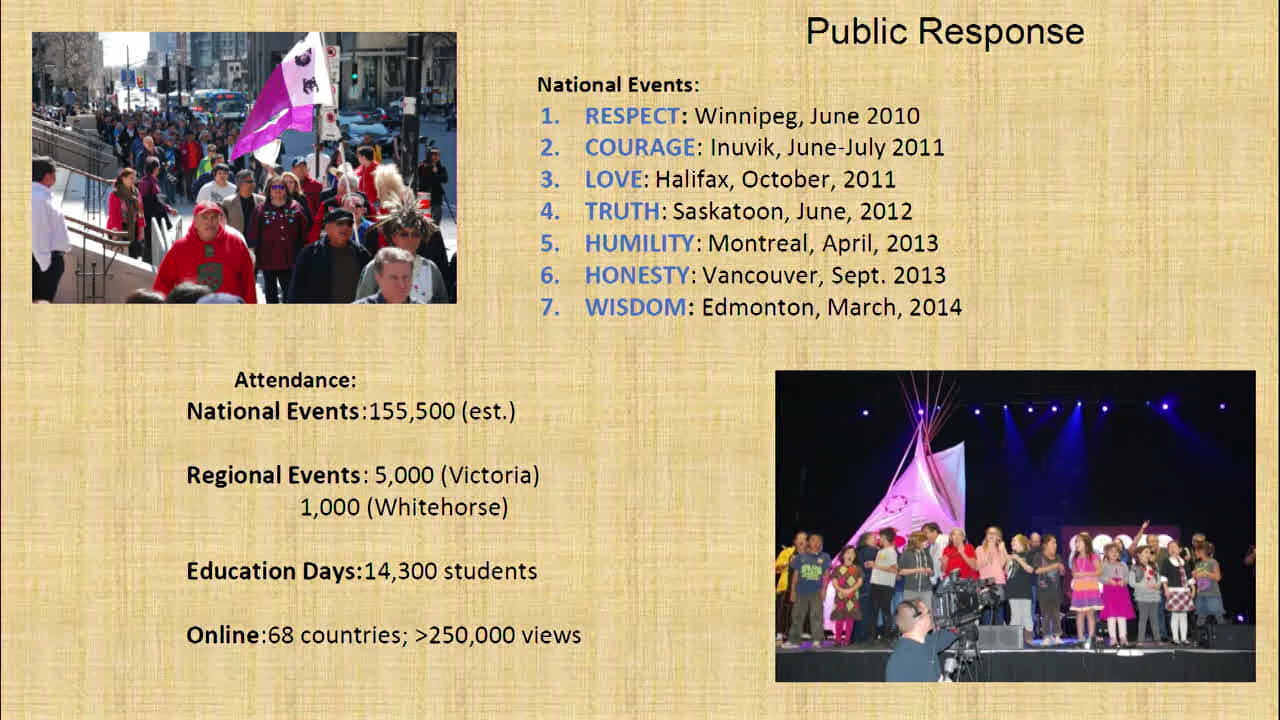 Public Response
National Events:
1. RESPECT: Winnipeg, June 2010
2. COURAGE: Inuvik, June-July 2011
3. LOVE: Halifax, October, 2011
4. TRUTH: Saskatoon, June, 2012
5. HUMILITY: Montreal, April, 2013
6. HONESTY: Vancouver, Sept. 2013
7. WISDOM: Edmonton, March, 2014
Attendance:
National Events:155,500 (est.)
Regional Events: 5,000 (Victoria)
1,000 (Whitehorse)
Education Days:14,300 students
Online:68 countries; >250,000 views